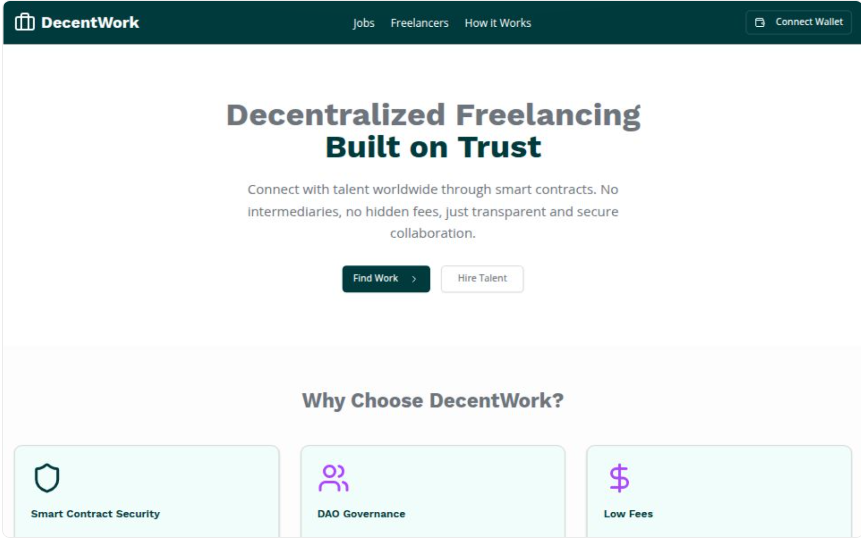 DecentWork
Jobs
Freelancers
How it Works
Connect Wallet
Decentralized Freelancing
Built on Trust
Connect with talent worldwide through smart contracts. No
intermediaries, no hidden fees, just transparent and secure
collaboration.
Find Work
Hire Talent
Why Choose DecentWork?
Smart Contract Security
DAO Governance
Low Fees